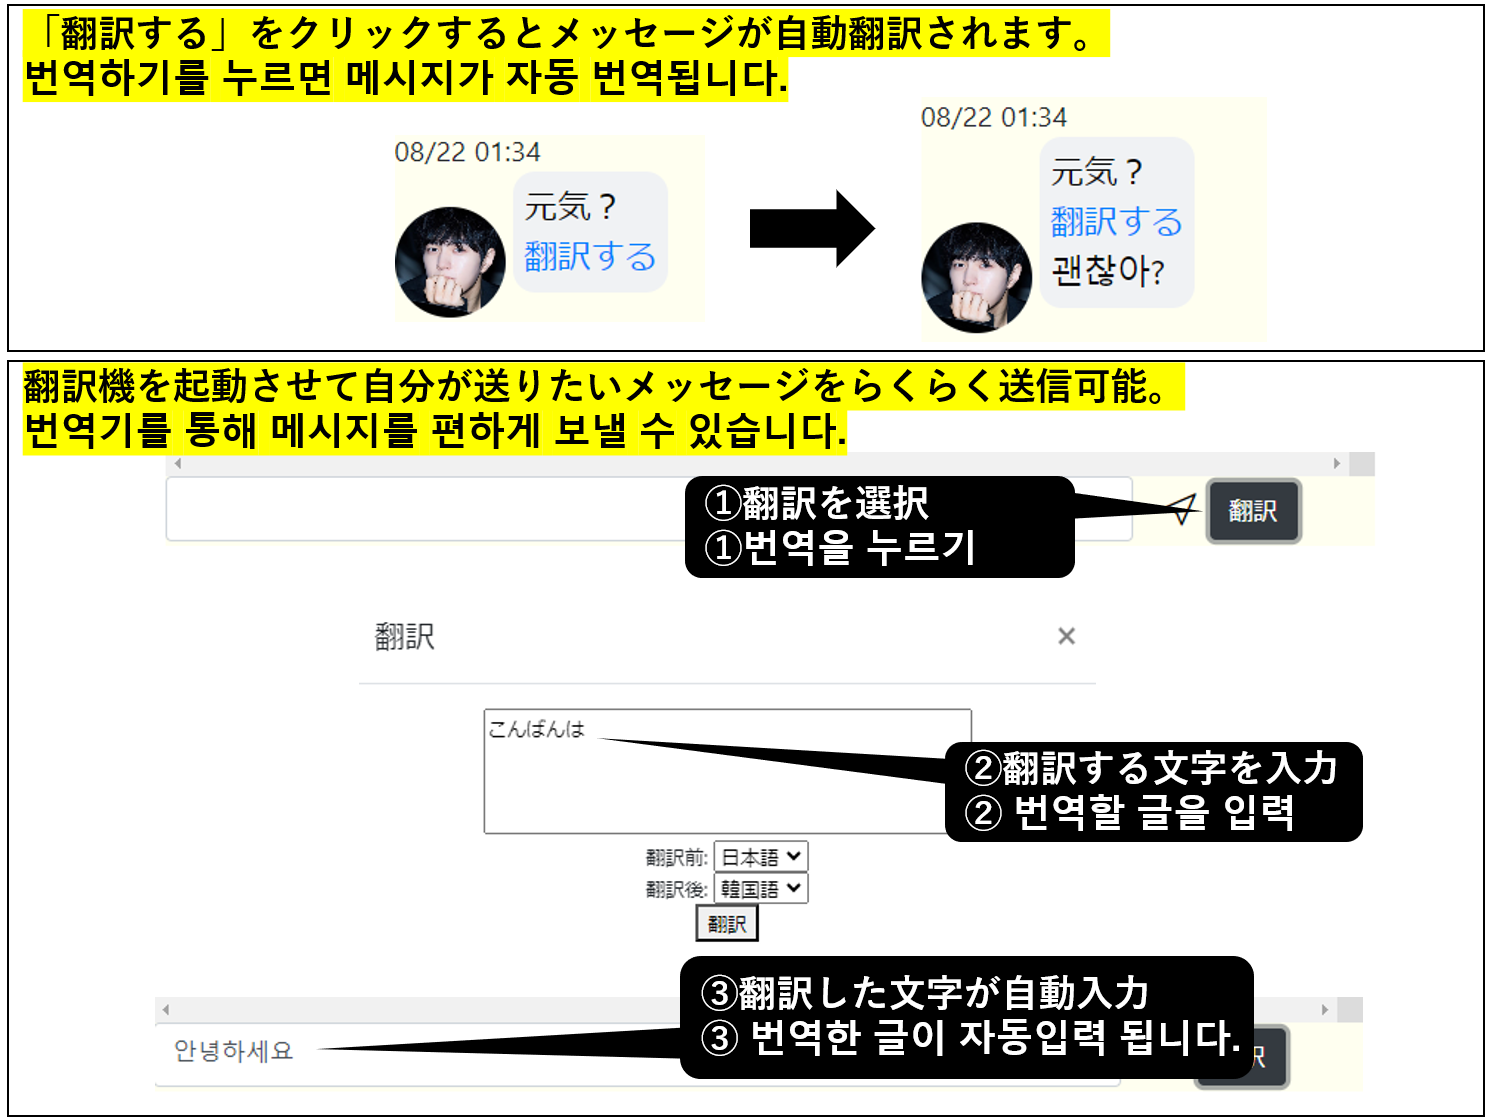 「翻訳する」をクリックするとメッセージが自動翻訳されます。
번역하기를 누르면 메시지가 자동 번역됩니다.
08/22 01:34
元気？
翻訳する
08/22 01:34
元気？
翻訳する
괜찮아?
翻訳機を起動させて自分が送りたいメッセージをらくらく送信可能。
번역기를 통해 메시지를 편하게 보낼 수 있습니다.
①翻訳を選択
①번역을 누르기
翻訳
翻訳
×
こんばんは
②翻訳する文字を入力
② 번역할 글을 입력
翻訳前: 日本語
翻訳後: 韓国語
翻訳
③翻訳した文字が自動入力
③ 번역한 글이 자동입력 됩니다.
안녕하세요
訳